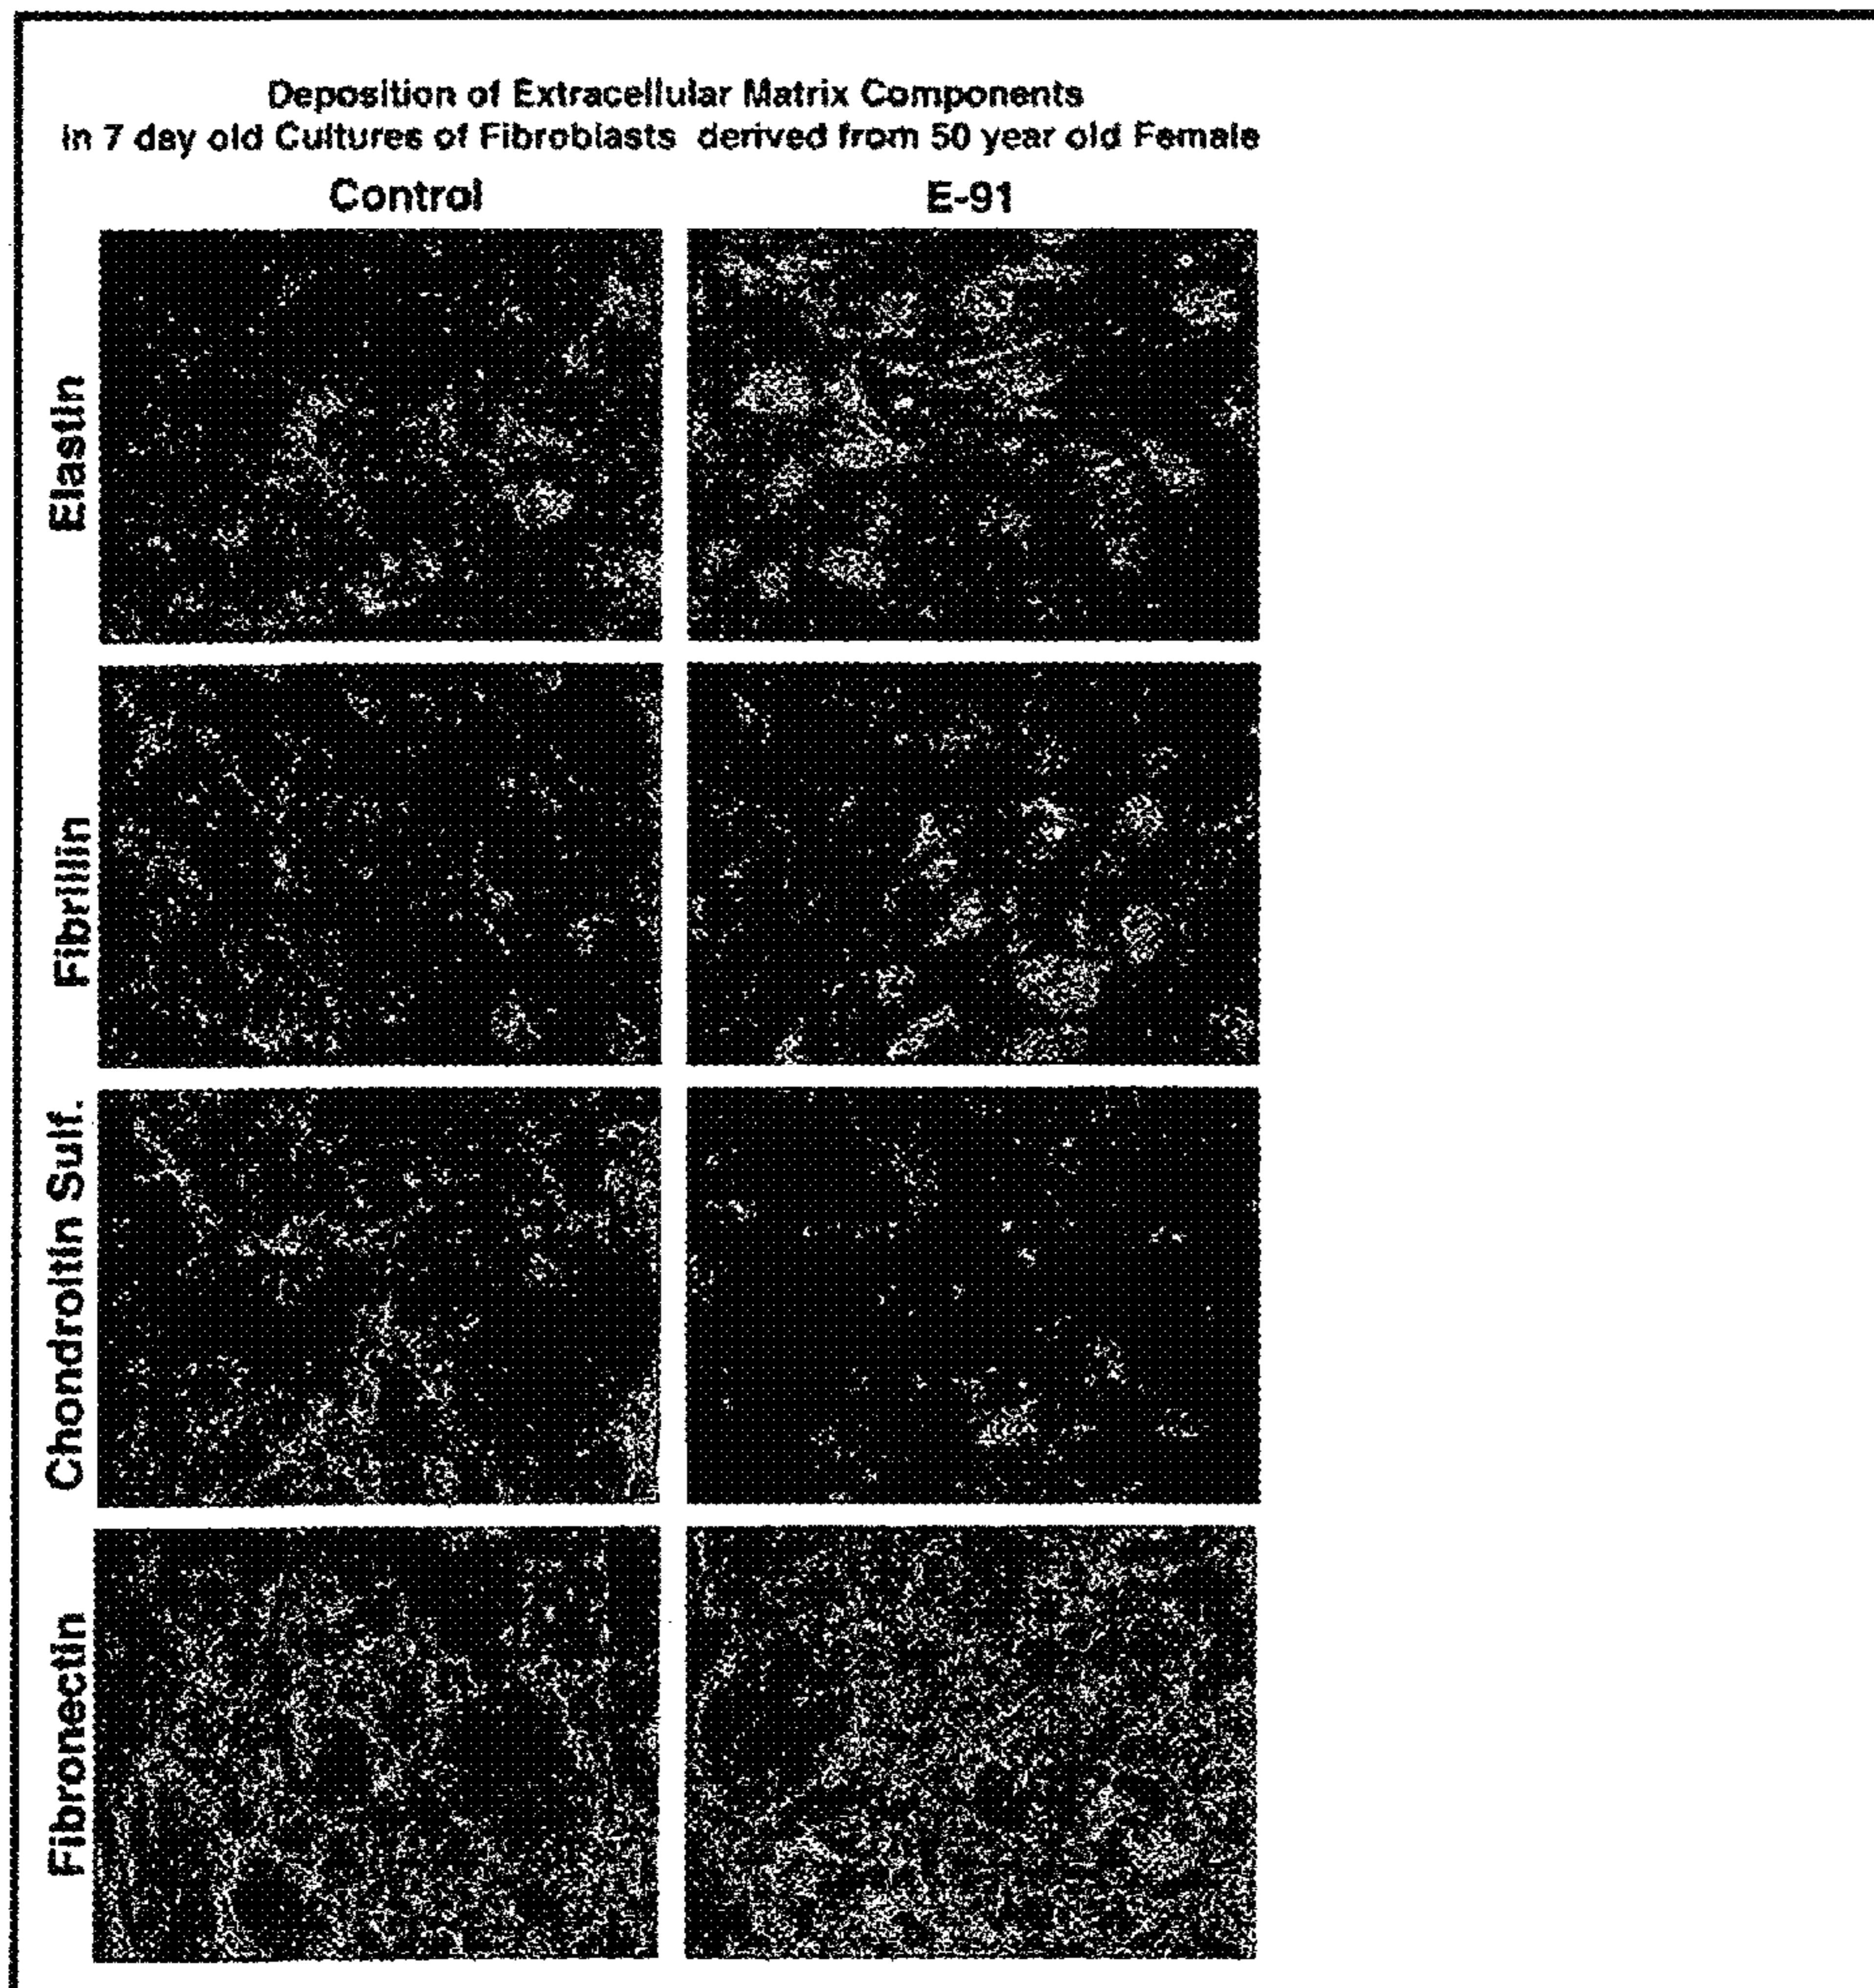 Deposition of Extracellular Matrix Components
in 7 day old Cultures of Fibroblasts derived from 50 year old Female
Control E-91
Elastin
Fibrillin
Chondroitin Sulf.
Fibronectin